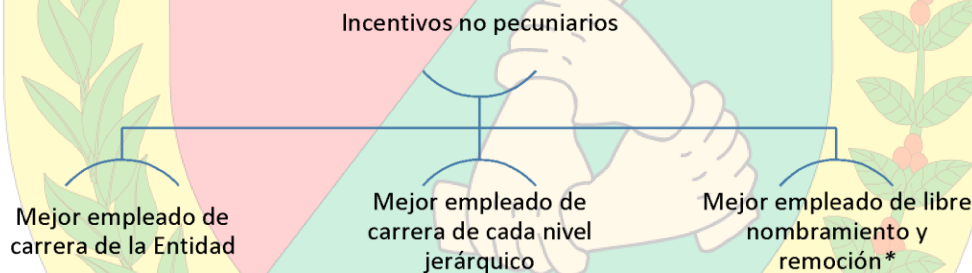 Incentivos no pecuniarios
Mejor empleado de
carrera de la Entidad
Mejor empleado de
carrera de cada nivel
jerárquico
Mejor empleado de libre
nombramiento y
remoción*